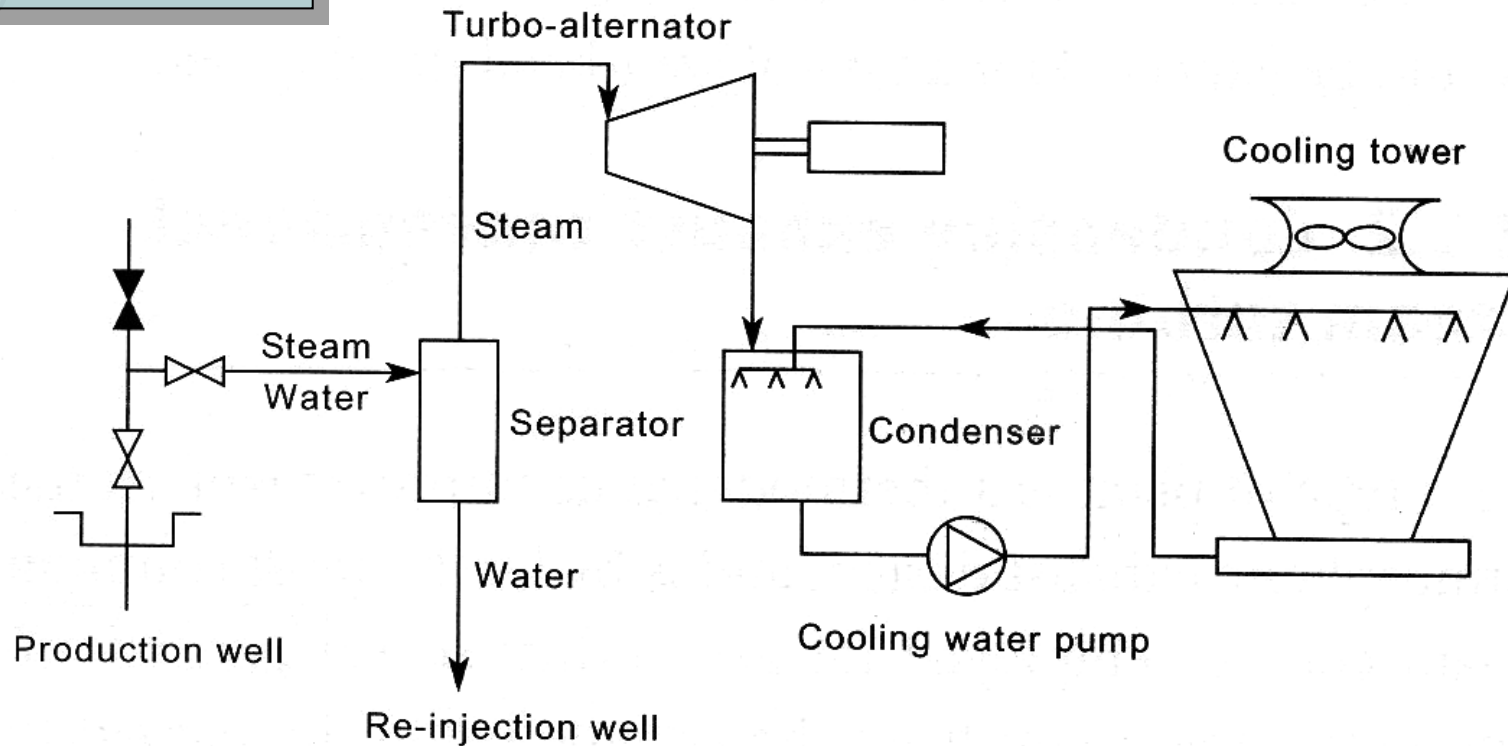 Turbo-alternator
Cooling tower
Steam
Steam
Water
Separator
Condenser
Water
Cooling water pump
Production well
Re-injection well